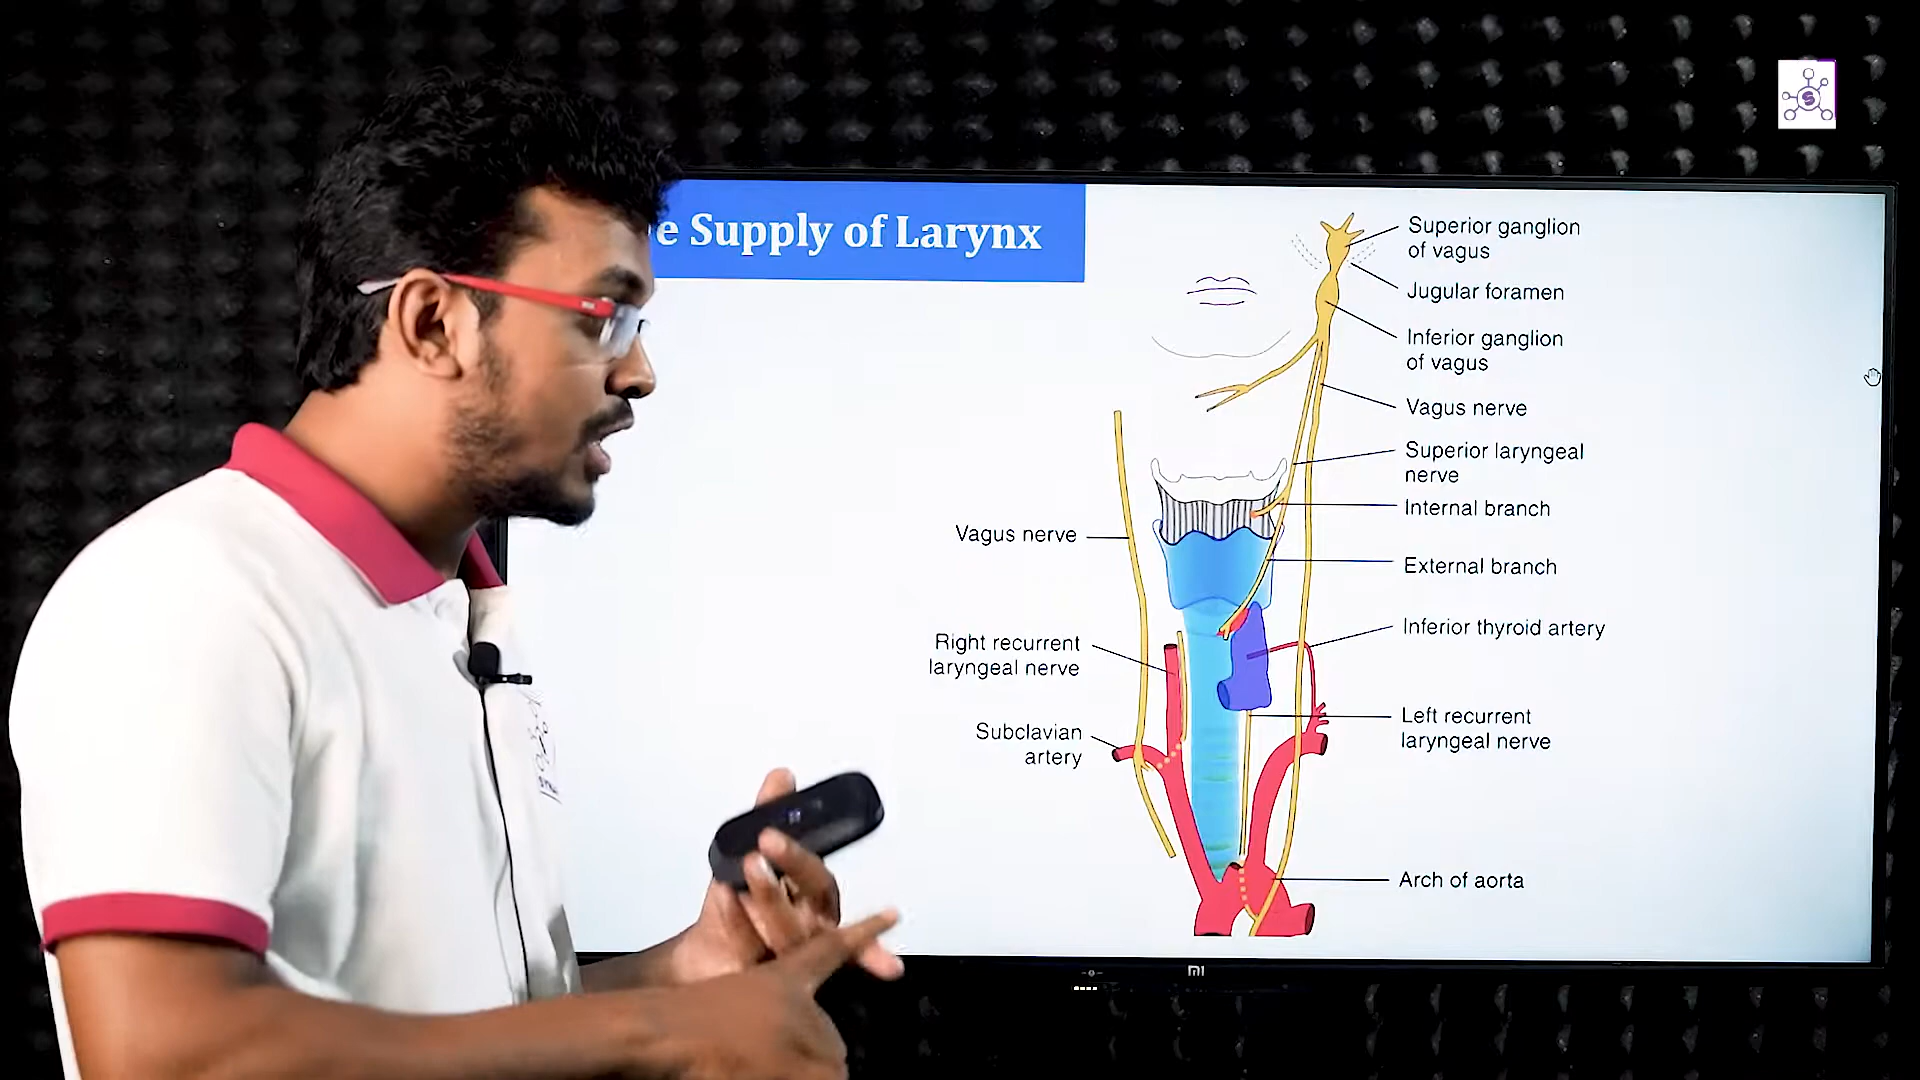 e Supply of Larynx
Superior ganglion
of vagus
Jugular foramen
Inferior ganglion
of vagus
Vagus nerve
Superior laryngeal
nerve
Internal branch
Vagus nerve
External branch
Inferior thyroid artery
Right recurrent
laryngeal nerve
Left recurrent
laryngeal nerve
Subclavian
artery
Arch of aorta
mi
S